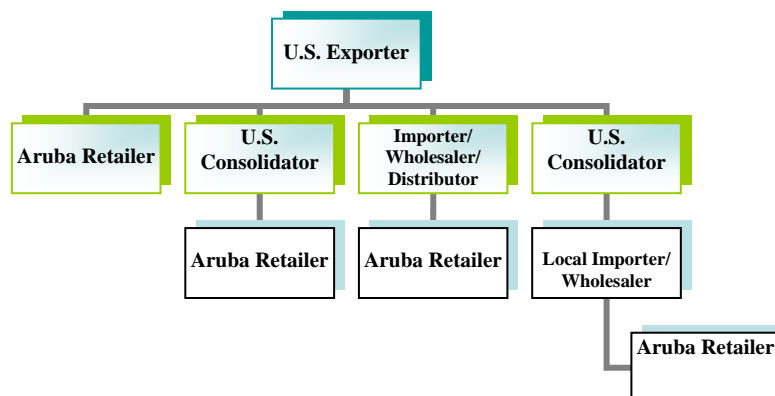 U.S. Exporter
Aruba Retailer
U.S.
Consolidator
Importer/
Wholesaler/
Distributor
U.S.
Consolidator
Aruba Retailer
Aruba Retailer
Local Importer/
Wholesaler
Aruba Retailer